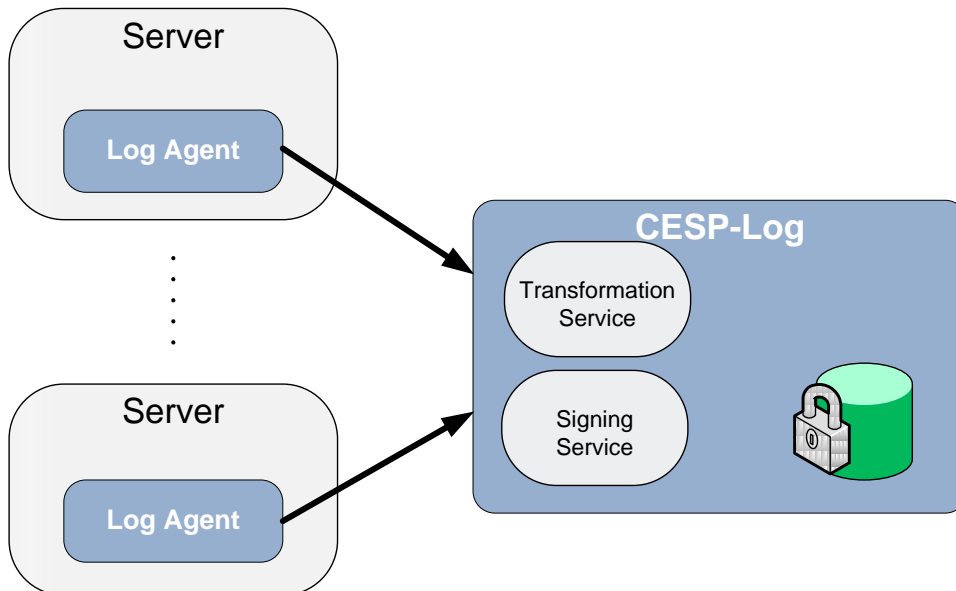 Server
Log Agent
CESP-Log
Transformation
Service
Server
Signing
Service
Log Agent